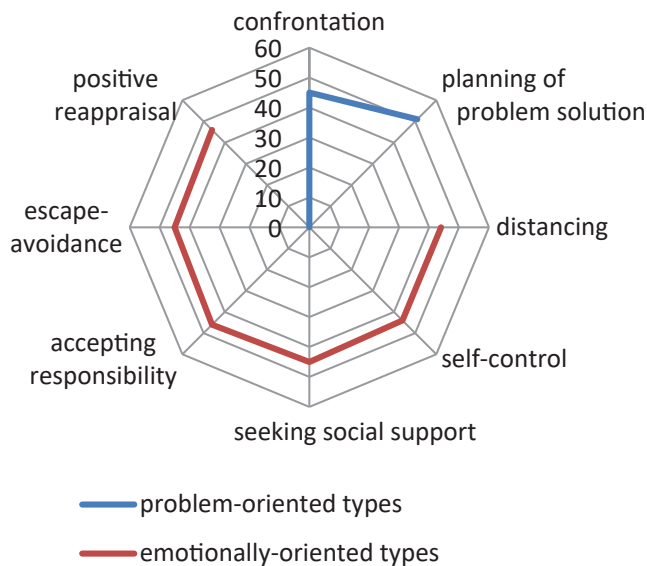 confrontation
60
50
40
30
20
10
0
planning of
problem solution
distancing
self-control
seeking social support
accepting
responsibility
escape-
avoidance
positive
reappraisal
problem-oriented types
emotionally-oriented types